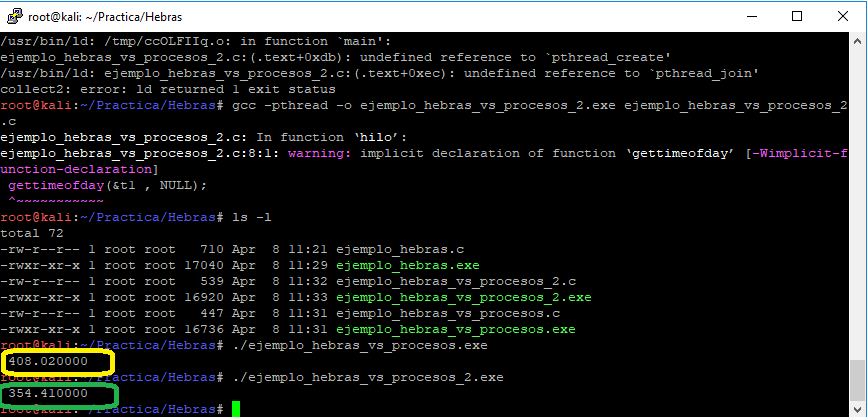 root@kali: ~/Practica/Hebras
/usr/bin/ld: /tmp/ccOLFIIq.o: in function `main':
ejemplo_hebras_vs_procesos_2.c:(.text+0xdb): undefined reference to `pthread_create'
/usr/bin/ld: ejemplo_hebras_vs_procesos_2.c:(.text+0xec): undefined reference to `pthread_join'
collect2: error: ld returned 1 exit status
root@kali:~/Practica/Hebras# gcc -pthread -o ejemplo_hebras_vs_procesos_2.exe ejemplo_hebras_vs_procesos_2
.c
ejemplo_hebras_vs_procesos_2.c: In function ‘hilo’:
ejemplo_hebras_vs_procesos_2.c:8:1: warning: implicit declaration of function ‘gettimeofday’ [-Wimplicit-f
unction-declaration]
gettimeofday(&t1 , NULL);
^~~~~~~~~~~~
root@kali:~/Practica/Hebras# ls -l
total 72
-rw-r--r-- 1 root root 710 Apr 8 11:21 ejemplo_hebras.c
-rwxr-xr-x 1 root root 17040 Apr 8 11:29 ejemplo_hebras.exe
-rw-r--r-- 1 root root 539 Apr 8 11:32 ejemplo_hebras_vs_procesos_2.c
-rwxr-xr-x 1 root root 16920 Apr 8 11:33 ejemplo_hebras_vs_procesos_2.exe
-rw-r--r-- 1 root root 447 Apr 8 11:31 ejemplo_hebras_vs_procesos.c
-rwxr-xr-x 1 root root 16736 Apr 8 11:31 ejemplo_hebras_vs_procesos.exe
root@kali:~/Practica/Hebras# ./ejemplo_hebras_vs_procesos.exe
408.020000
root@kali:~/Practica/Hebras# ./ejemplo_hebras_vs_procesos_2.exe
354.410000
root@kali:~/Practica/Hebras#